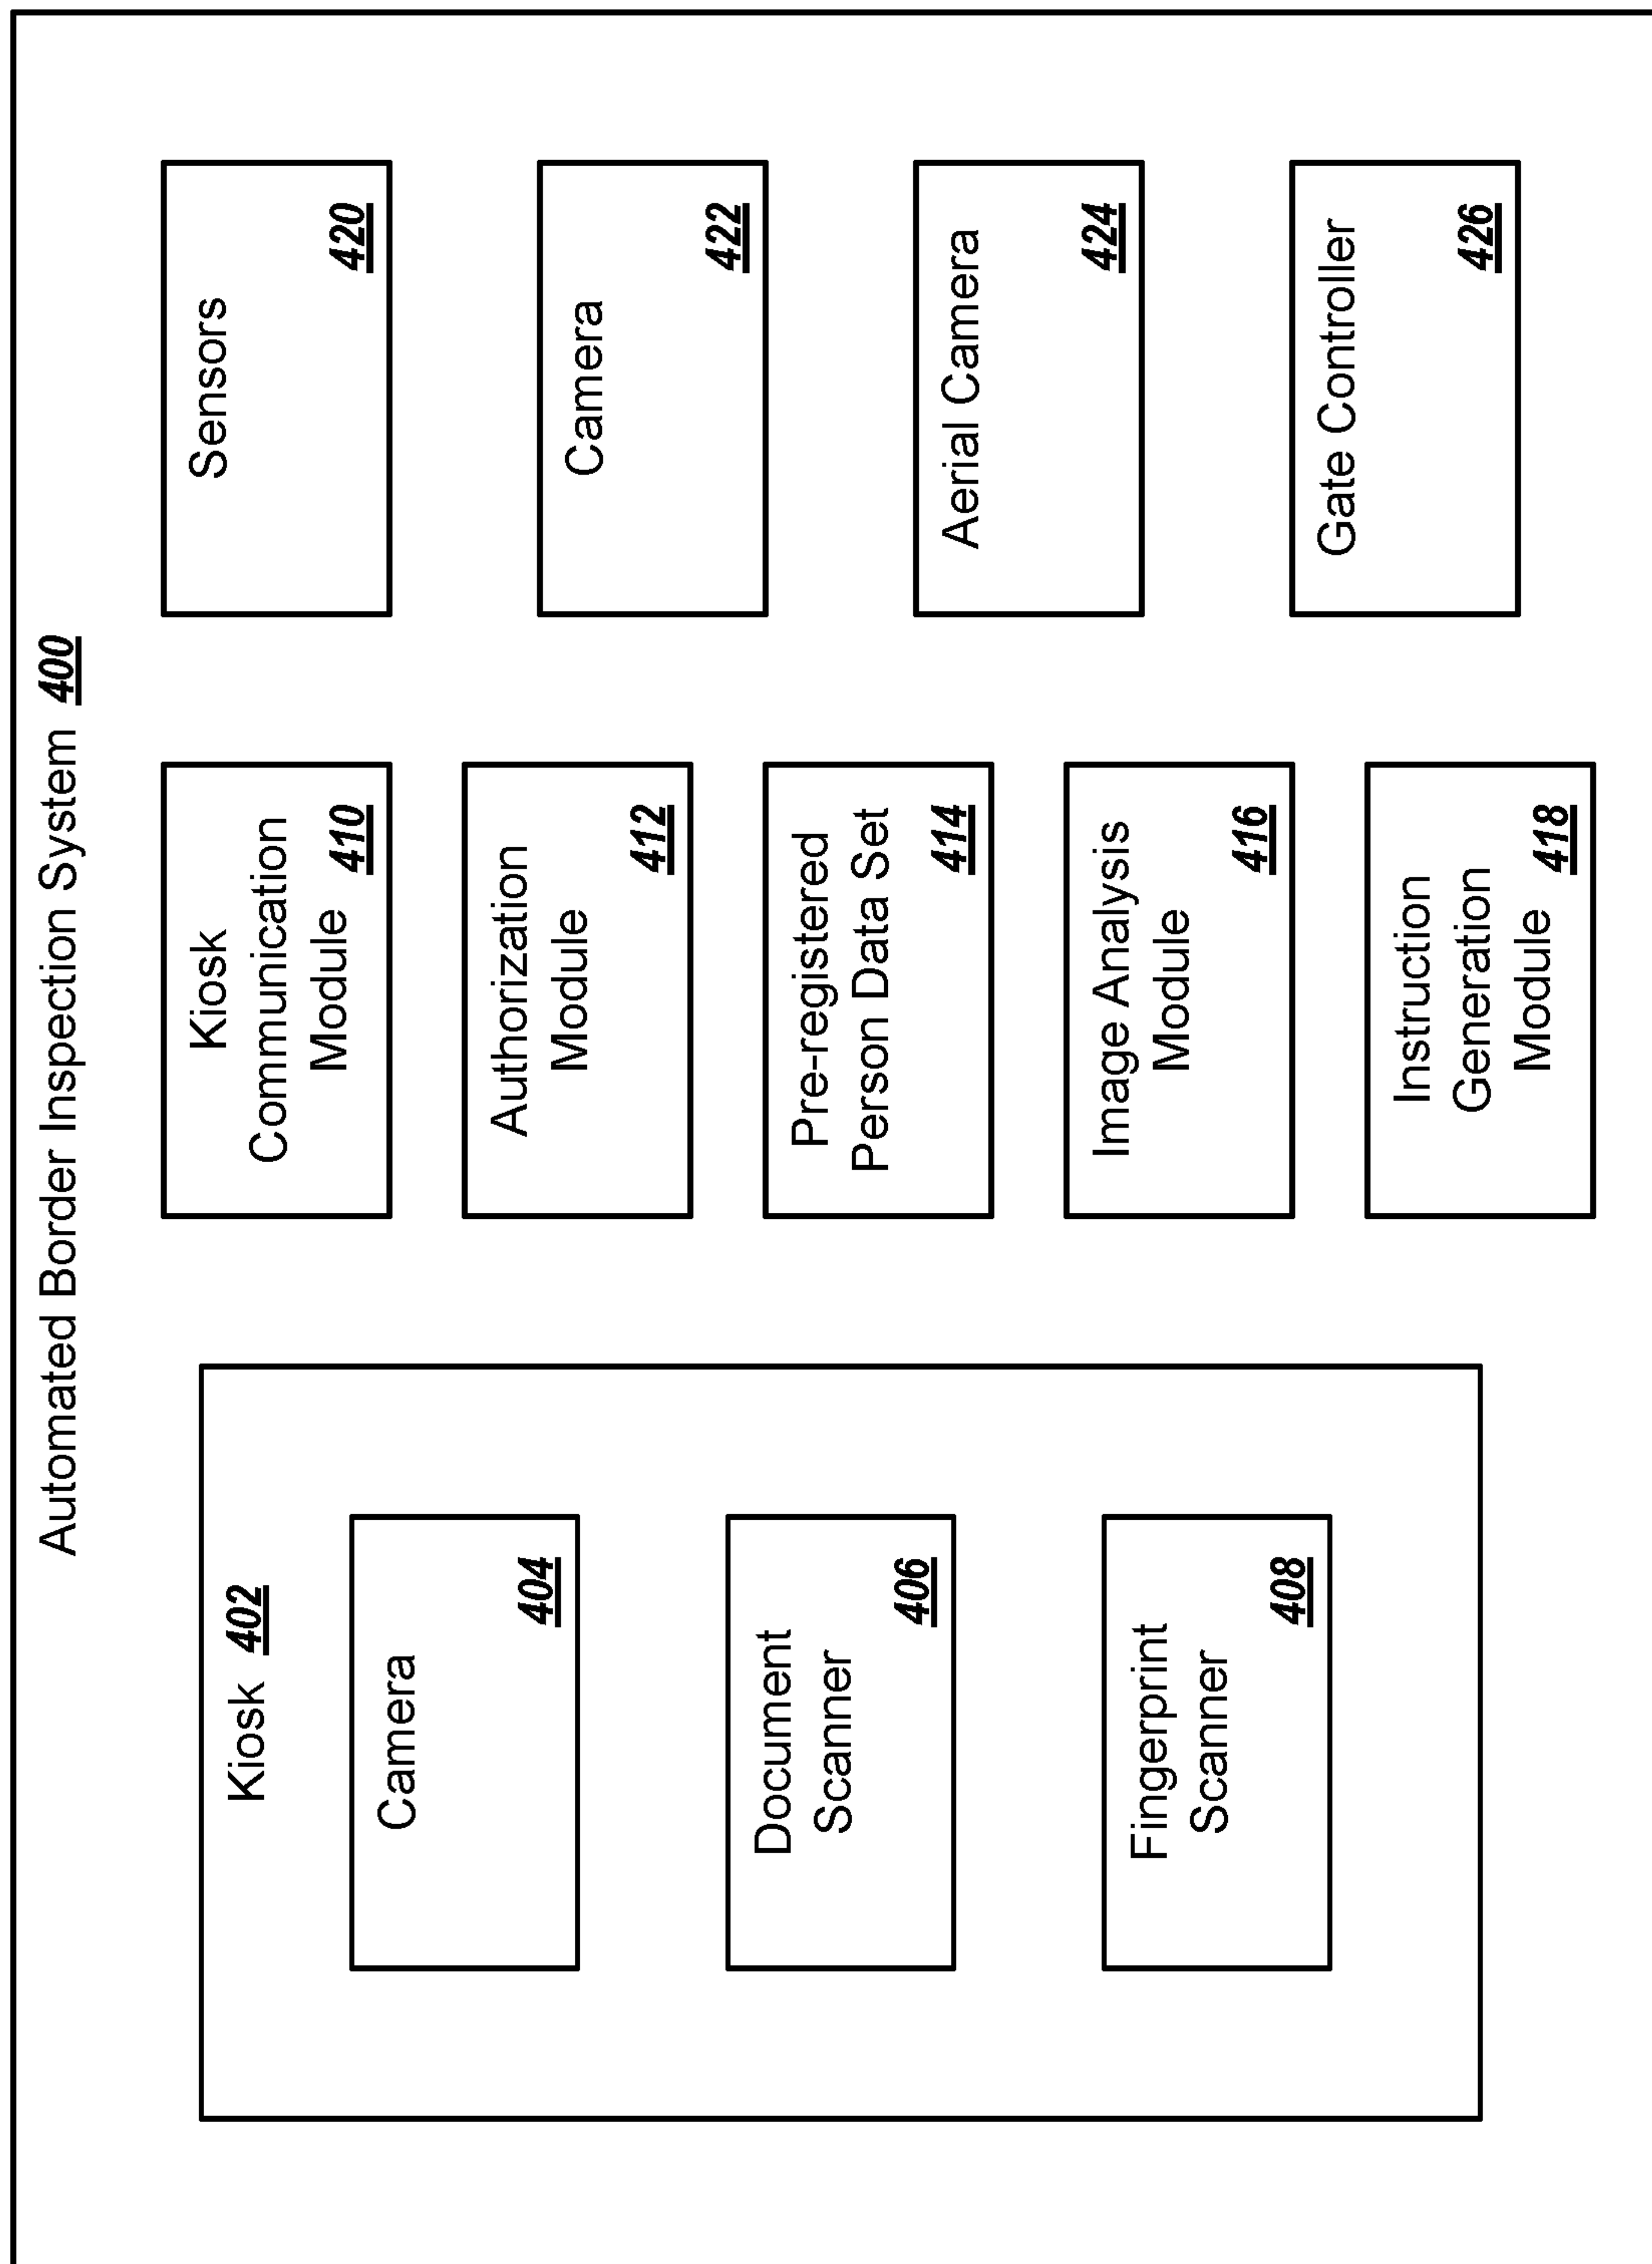 Automated Border Inspection System 400
Kiosk 402
Camera
404
Document
Scanner
406
Fingerprint
Scanner
408
Kiosk
Communication
Module
410
Authorization
Module
412
Pre-registered
Person Data Set
414
Image Analysis
Module
416
Instruction
Generation
Module
418
Sensors
420
Camera
422
Aerial Camera
424
Gate Controller
426